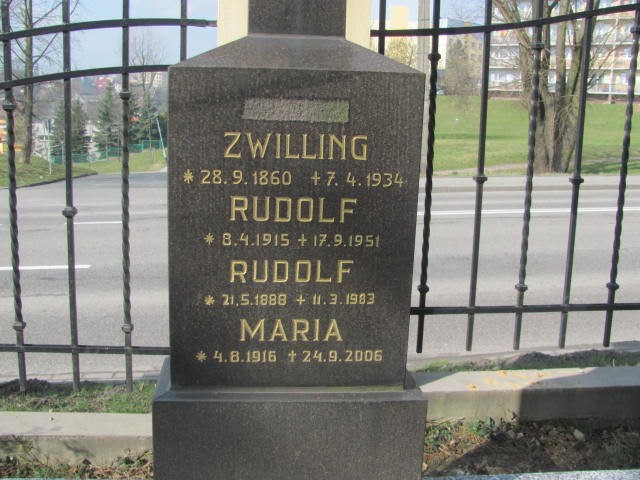 ZWILLING
* 28.9.1860 + 7.4.1934
RUDOLF
* 8.4.1915 + 17.9.1951
RUDOLF
* 21.5.1888 + 11.3.1983
MARIA
* 4.8.1916 + 24.9.2006